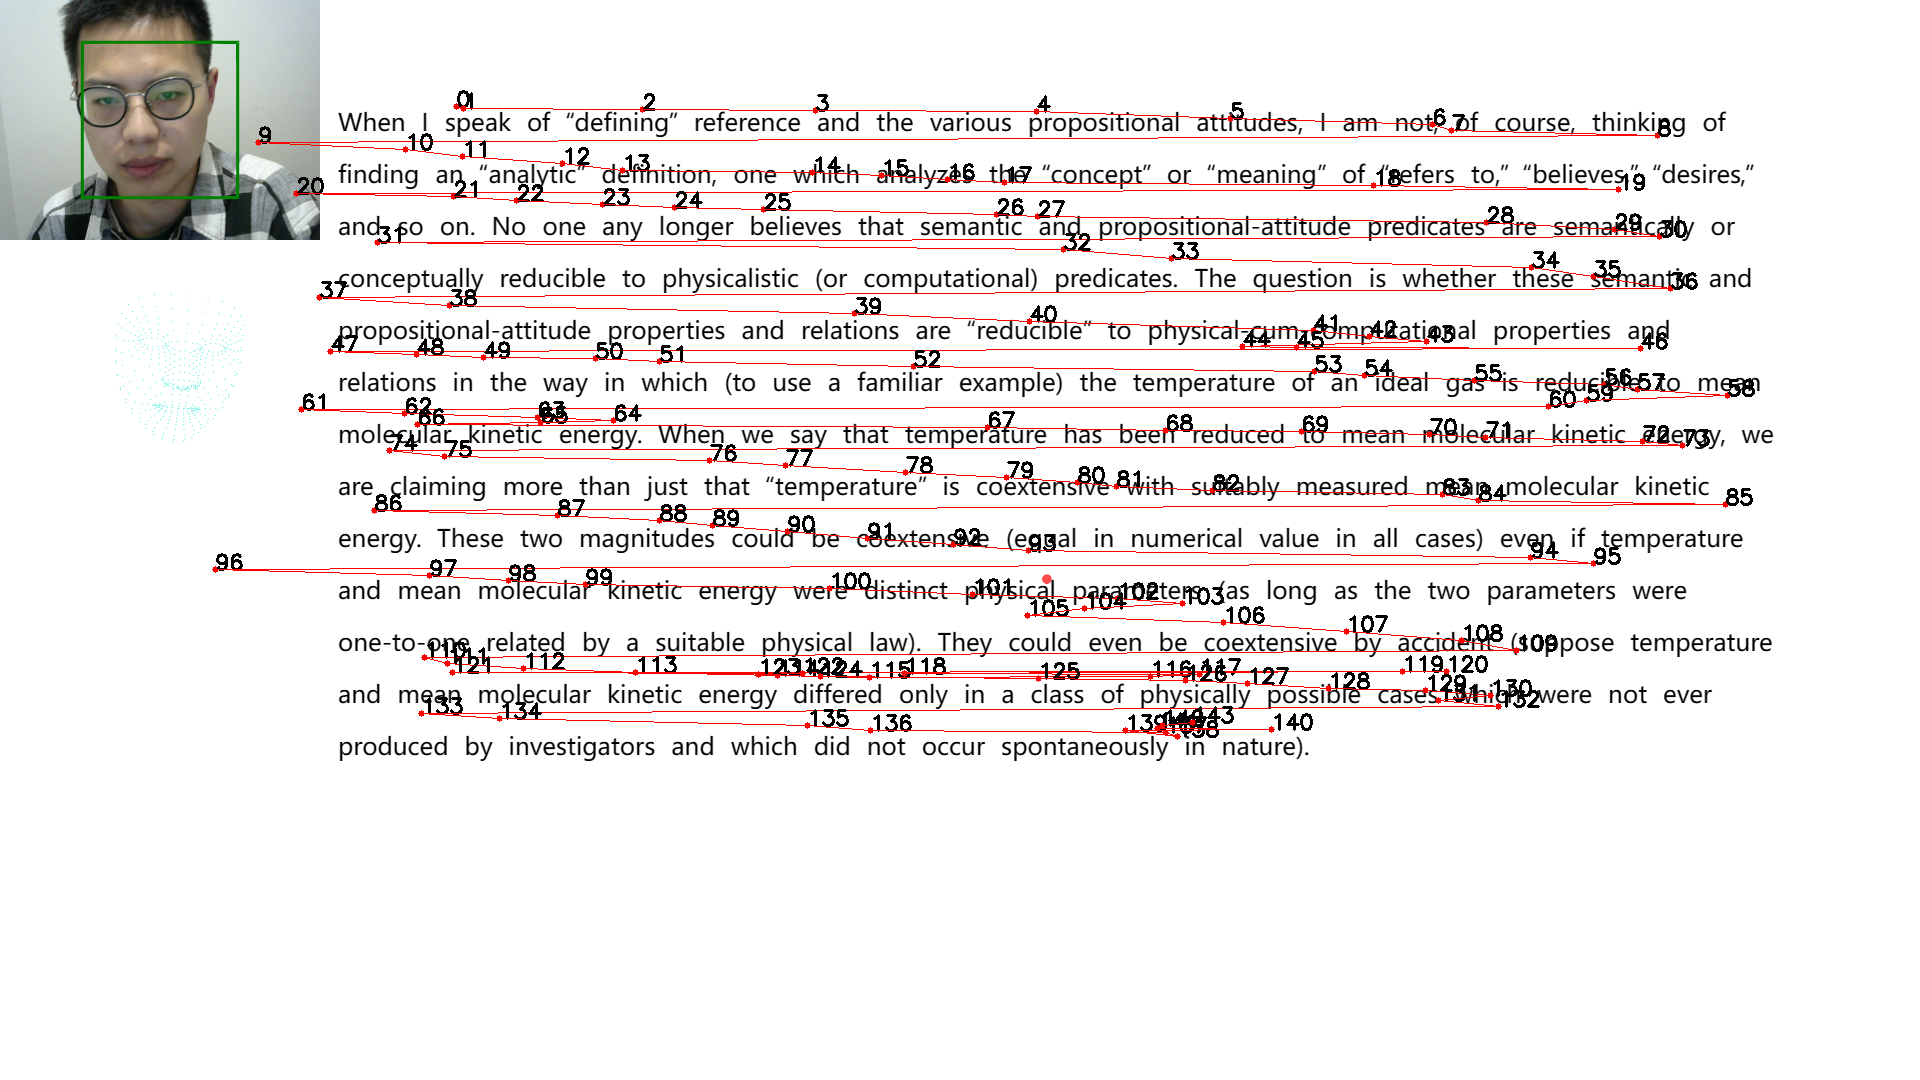 When I speak of “defining” reference and the various propositional attitudes, I am not, of course, thinking of
finding an “analytic” definition, one which analyzes the “concept” or “meaning” of “refers to,” “believes,” “desires,”
and so on. No one any longer believes that semantic and propositional-attitude predicates are semantically or
conceptually reducible to physicalistic (or computational) predicates. The question is whether these semantic and
propositional-attitude properties and relations are “reducible” to physical-cum-computational properties and
relations in the way in which (to use a familiar example) the temperature of an ideal gas is reducible to mean
molecular kinetic energy. When we say that temperature has been reduced to mean molecular kinetic energy, we
are claiming more than just that “temperature” is coextensive with suitably measured mean molecular kinetic
energy. These two magnitudes could be coextensive (equal in numerical value in all cases) even if temperature
and mean molecular kinetic energy were distinct physical parameters (as long as the two parameters were
one-to-one related by a suitable physical law). They could even be coextensive by accident (suppose temperature
and mean molecular kinetic energy differed only in a class of physically possible cases which were not ever
produced by investigators and which did not occur spontaneously in nature).